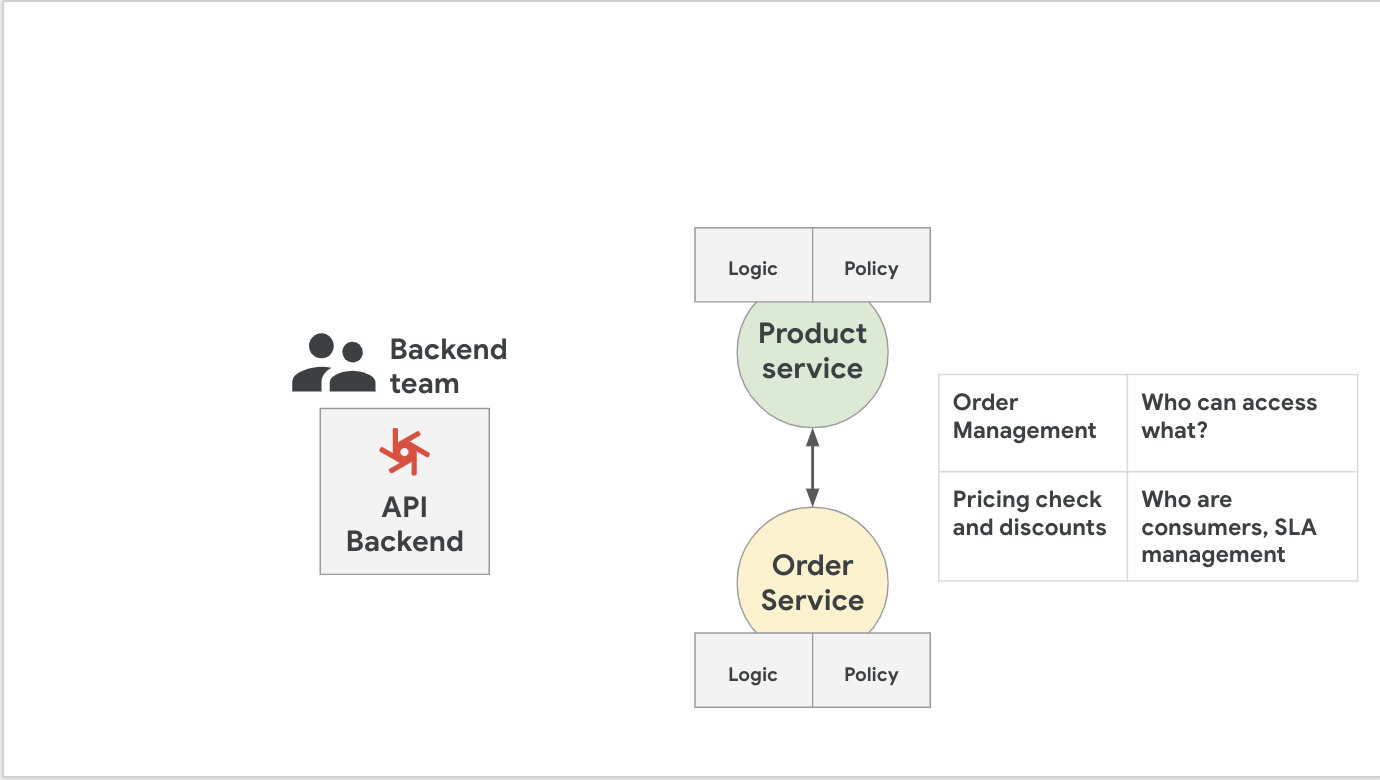 Logic
Policy
Product
service
Backend
team
API
Backend
Order
Management
Who can access
what?
Pricing check
and discounts
Who are
consumers, SLA
management
Order
Service
Logic
Policy